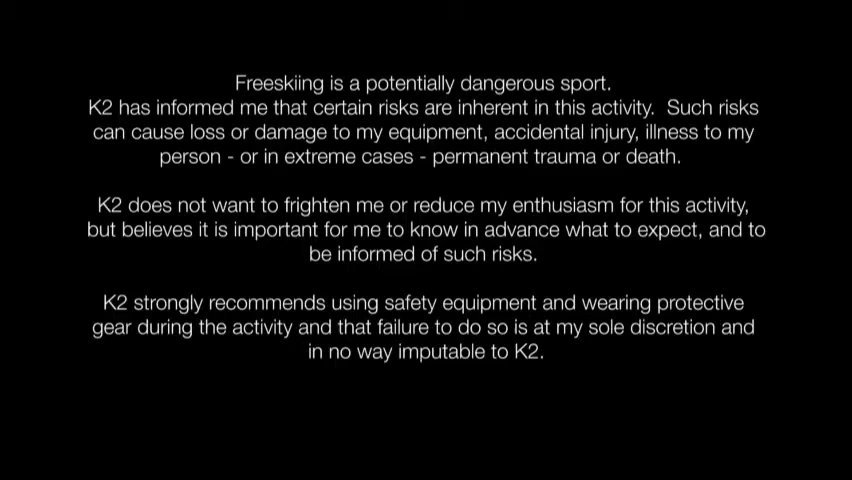 Freeskiing is a potentially dangerous sport.
K2 has informed me that certain risks are inherent in this activity.  Such risks
can cause loss or damage to my equipment, accidental injury, illness to my
person - or in extreme cases - permanent trauma or death.
K2 does not want to frighten me or reduce my enthusiasm for this activity,
but believes it is important for me to know in advance what to expect, and to
be informed of such risks.
K2 strongly recommends using safety equipment and wearing protective
gear during the activity and that failure to do so is at my sole discretion and
in no way imputable to K2.